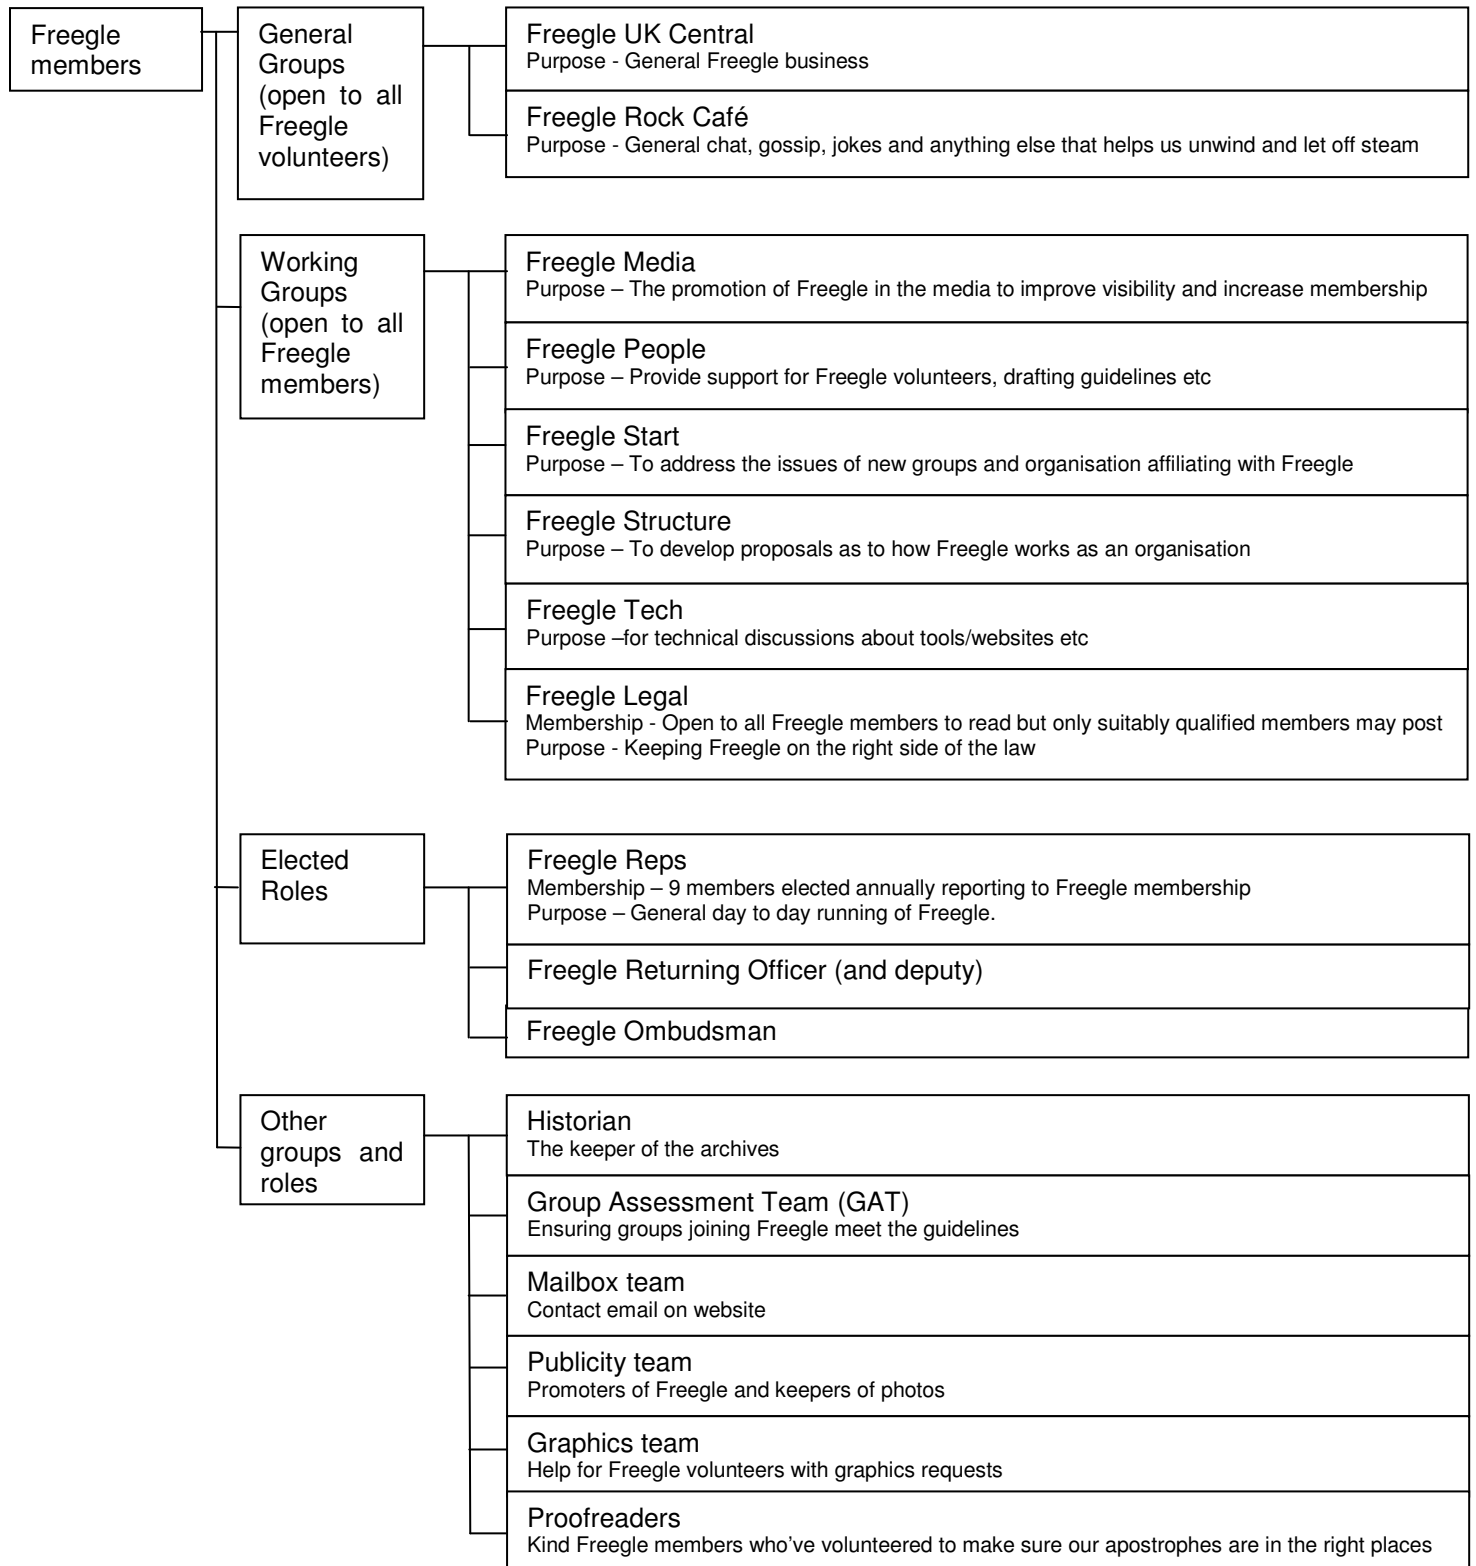 Freegle
members
General
Groups
(open to all
Freegle
volunteers)
Freegle UK Central
Purpose - General Freegle business
Freegle Rock Café
Purpose - General chat, gossip, jokes and anything else that helps us unwind and let off steam
Working
Groups
(open to all
Freegle
members)
Freegle Media
Purpose – The promotion of Freegle in the media to improve visibility and increase membership
Freegle People
Purpose – Provide support for Freegle volunteers, drafting guidelines etc
Freegle Start
Purpose – To address the issues of new groups and organisation affiliating with Freegle
Freegle Structure
Purpose – To develop proposals as to how Freegle works as an organisation
Freegle Tech
Purpose –for technical discussions about tools/websites etc
Freegle Legal
Membership - Open to all Freegle members to read but only suitably qualified members may post
Purpose - Keeping Freegle on the right side of the law
Elected
Roles
Freegle Reps
Membership – 9 members elected annually reporting to Freegle membership
Purpose – General day to day running of Freegle.
Freegle Returning Officer (and deputy)
Freegle Ombudsman
Other
groups and
roles
Historian
The keeper of the archives
Group Assessment Team (GAT)
Ensuring groups joining Freegle meet the guidelines
Mailbox team
Contact email on website
Publicity team
Promoters of Freegle and keepers of photos
Graphics team
Help for Freegle volunteers with graphics requests
Proofreaders
Kind Freegle members who've volunteered to make sure our apostrophes are in the right places